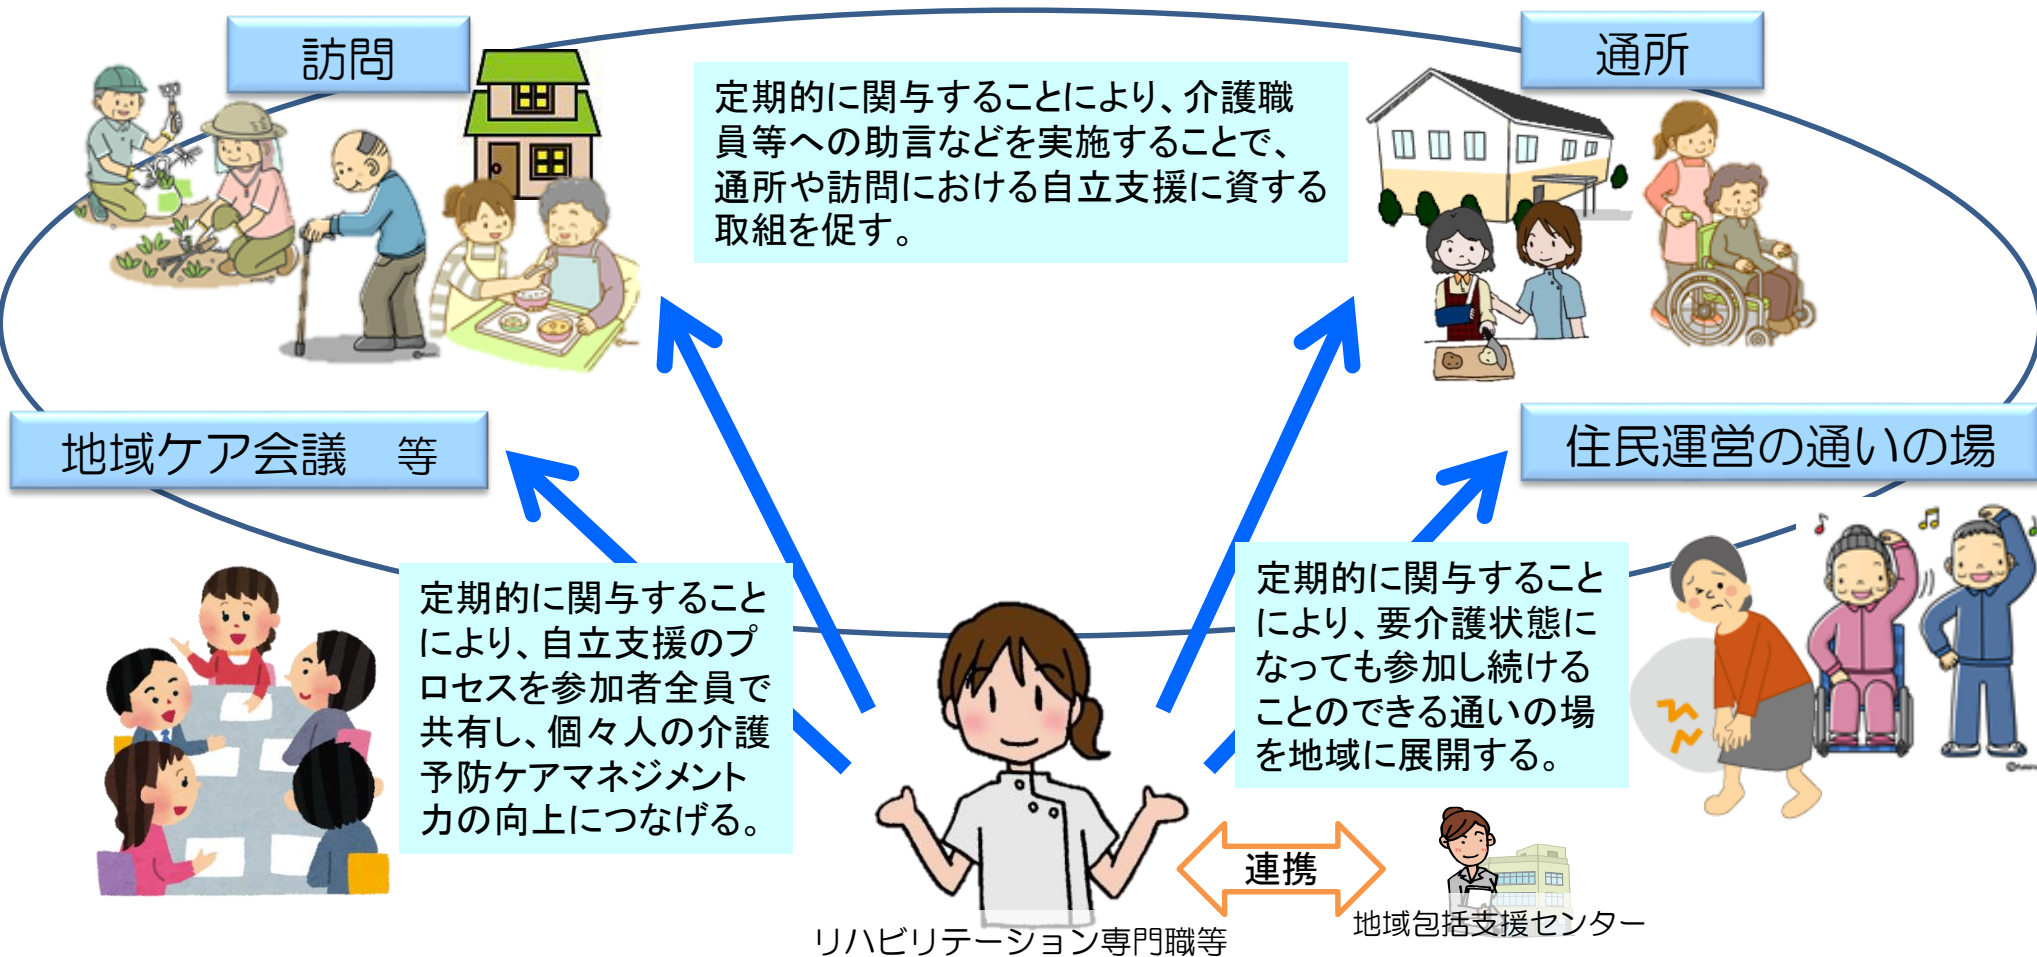 訪問
通所
定期的に関与することにより、介護職
員等への助言などを実施することで、
通所や訪問における自立支援に資する
取組を促す。
地域ケア会議　等
住民運営の通いの場
定期的に関与すること
により、自立支援のプ
ロセスを参加者全員で
共有し、個々人の介護
予防ケアマネジメント
力の向上につなげる。
定期的に関与すること
により、要介護状態に
なっても参加し続ける
ことのできる通いの場
を地域に展開する。
連携
リハビリテーション専門職等
地域包括支援センター